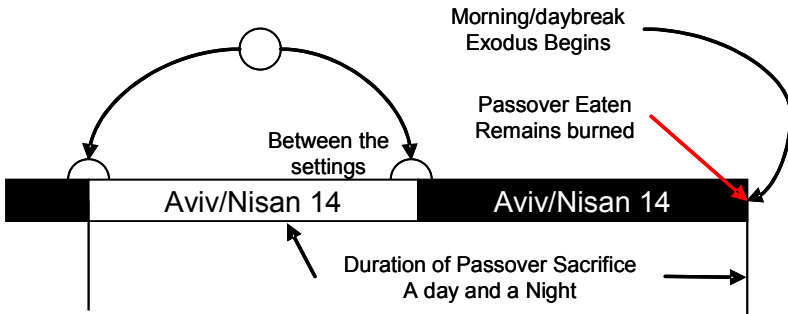 Morning/daybreak
Exodus Begins
Passover Eaten
Remains burned
Between the
settings
Aviv/Nisan 14
Aviv/Nisan 14
Duration of Passover Sacrifice
A day and a Night